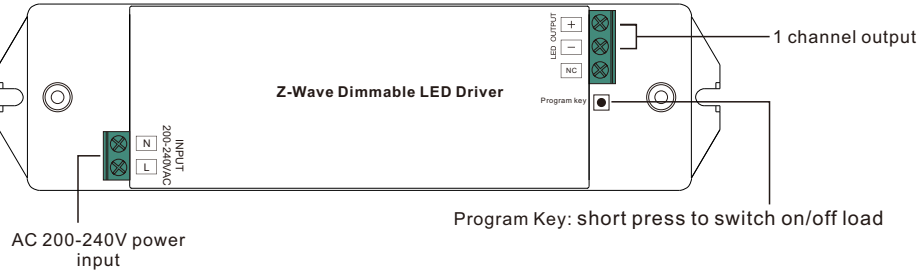 LED OUTPUT
+
−
NC
1 channel output
Z-Wave Dimmable LED Driver
Program key
N
L
INPUT
200-240VAC
Program Key: short press to switch on/off load
AC 200-240V power
input